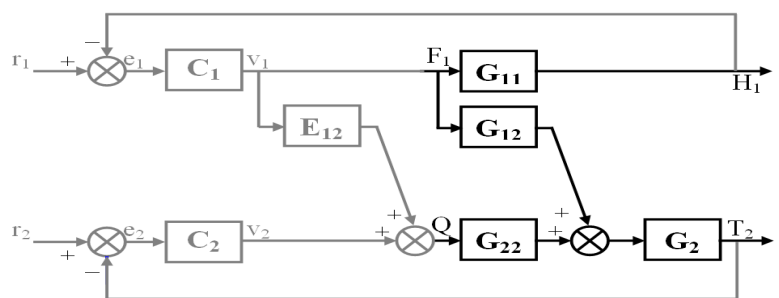 −
r₁ + e₁ C₁ v₁ F₁ G₁₁ H₁
E₁₂ G₁₂
+ +
r₂ + e₂ C₂ v₂ + Q G₂₂ + G₂ T₂
−